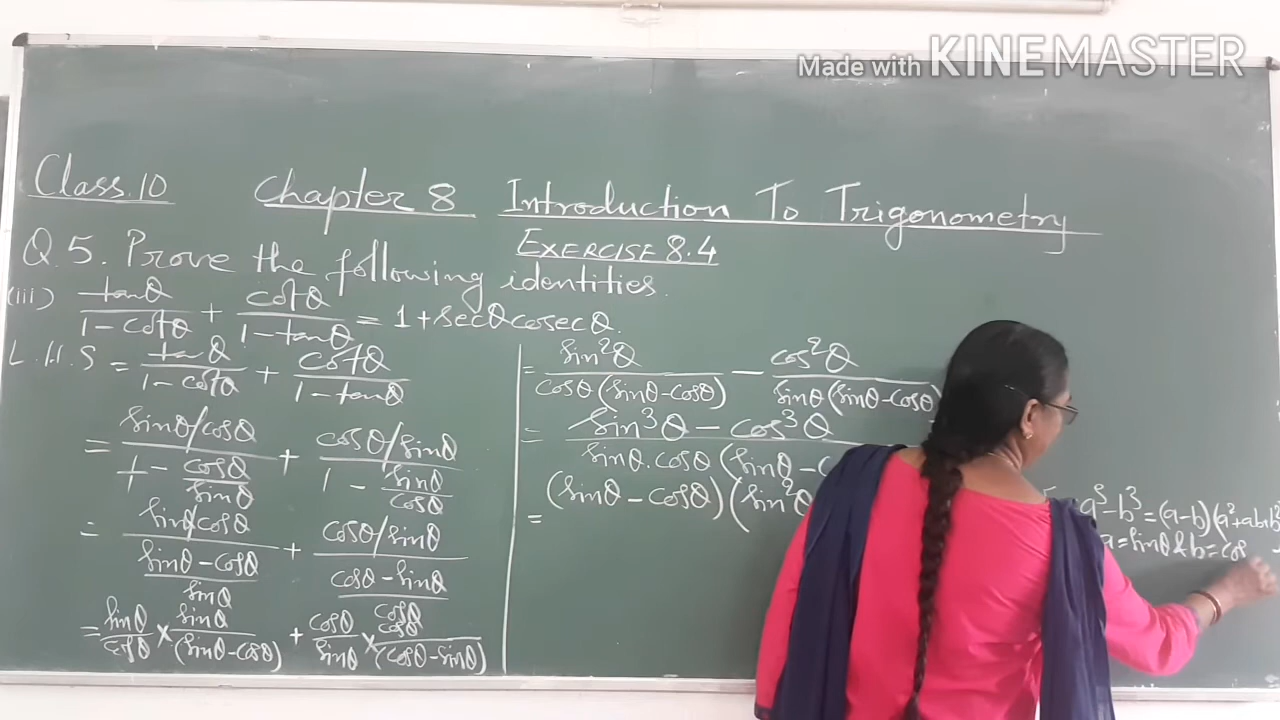 Made with KINEMASTER
Class.10 Chapter 8 Introduction To Trigonometry
EXERCISE 8.4
Q.5. Prove the following identities.
(iii) tanθ/(1-cotθ) + cotθ/(1-tanθ) = 1+secθcosecθ.
L.H.S = tanθ/(1-cotθ) + cotθ/(1-tanθ)
= (sinθ/cosθ)/(1 - cosθ/sinθ) + (cosθ/sinθ)/(1 - sinθ/cosθ)
= (sinθ/cosθ)/((sinθ-cosθ)/sinθ) + (cosθ/sinθ)/((cosθ-sinθ)/cosθ)
= sinθ/cosθ × sinθ/(sinθ-cosθ) + cosθ/sinθ × cosθ/(cosθ-sinθ)
= sin²θ/(cosθ(sinθ-cosθ)) - cos²θ/(sinθ(sinθ-cosθ))
= (sin³θ - cos³θ)/(sinθ.cosθ(sinθ-
= (sinθ-cosθ)(sin²θ
a³-b³=(a-b)(a²+ab+b²
a=sinθ & b=cos